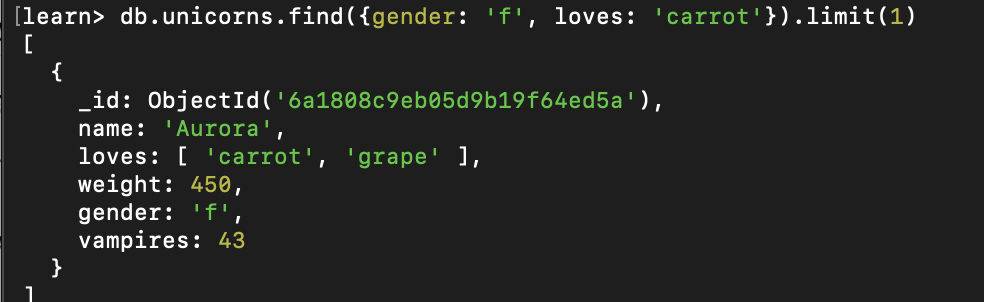 [learn> db.unicorns.find({gender: 'f', loves: 'carrot'}).limit(1)
[
  {
    _id: ObjectId('6a1808c9eb05d9b19f64ed5a'),
    name: 'Aurora',
    loves: [ 'carrot', 'grape' ],
    weight: 450,
    gender: 'f',
    vampires: 43
  }
]